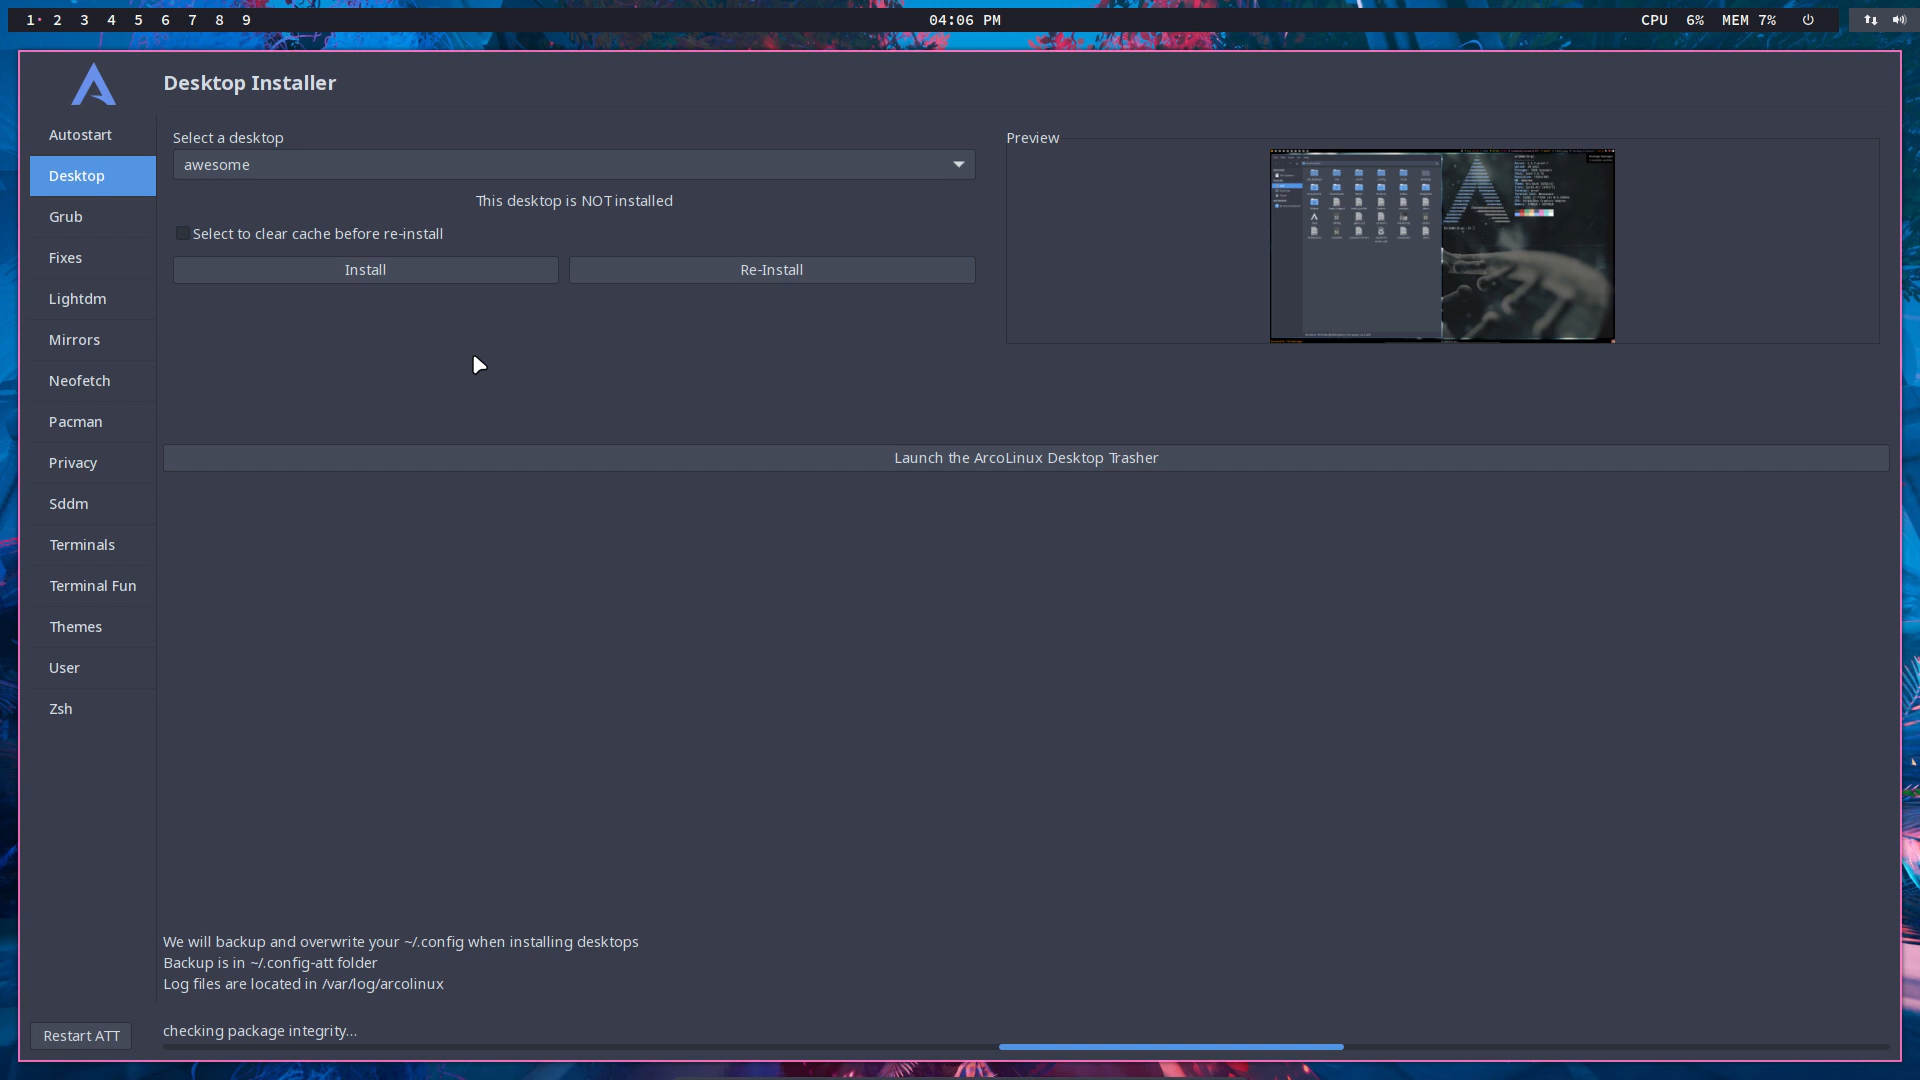 1 2 3 4 5 6 7 8 9 04:06 PM CPU 6% MEM 7%
Desktop Installer
Autostart
Desktop
Grub
Fixes
Lightdm
Mirrors
Neofetch
Pacman
Privacy
Sddm
Terminals
Terminal Fun
Themes
User
Zsh
Select a desktop
awesome
This desktop is NOT installed
Select to clear cache before re-install
Install Re-Install
Preview
Launch the ArcoLinux Desktop Trasher
We will backup and overwrite your ~/.config when installing desktops
Backup is in ~/.config-att folder
Log files are located in /var/log/arcolinux
Restart ATT
checking package integrity...